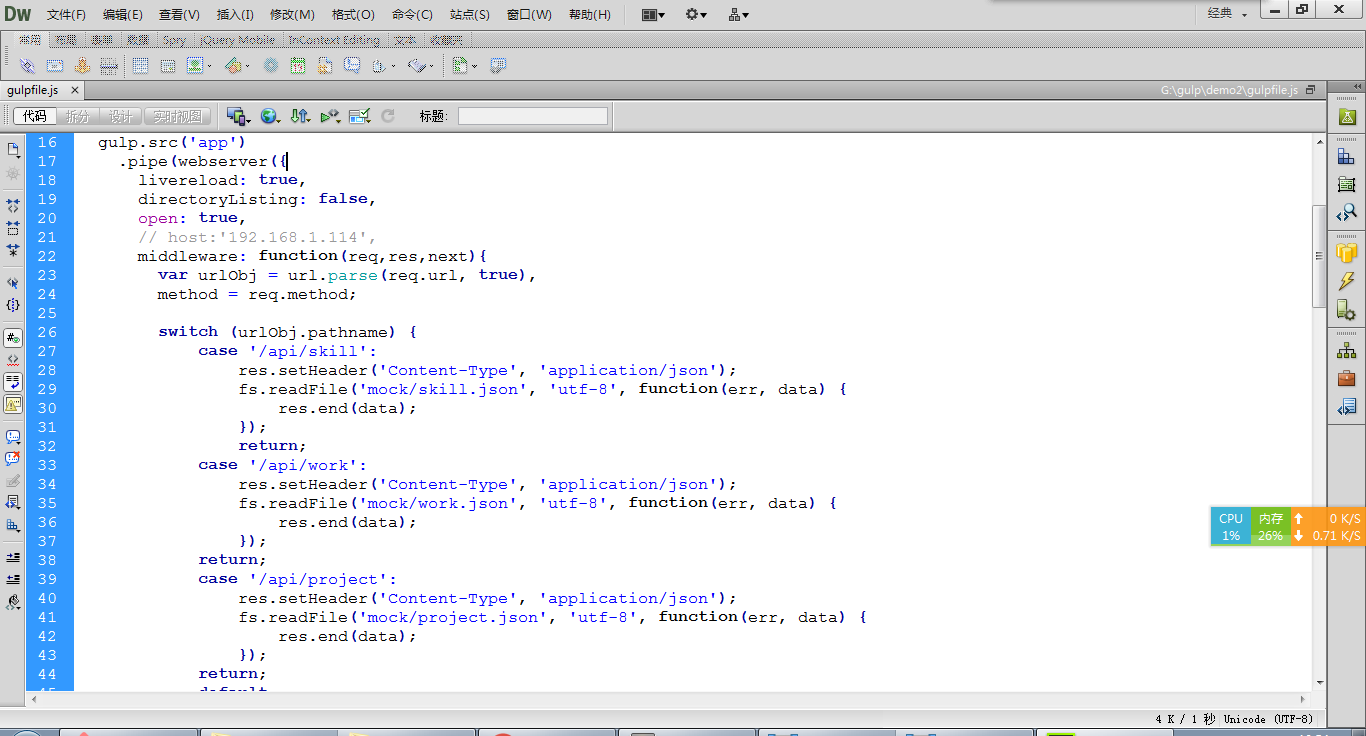 Dw 文件(F) 编辑(E) 查看(V) 插入(I) 修改(M) 格式(O) 命令(C) 站点(S) 窗口(W) 帮助(H) 经典
常用 布局 表单 数据 Spry jQuery Mobile InContext Editing 文本 收藏夹
gulpfile.js G:\gulp\demo2\gulpfile.js
代码 拆分 设计 实时视图 标题:
16 gulp.src('app')
17 .pipe(webserver({
18 livereload: true,
19 directoryListing: false,
20 open: true,
21 // host:'192.168.1.114',
22 middleware: function(req,res,next){
23 var urlObj = url.parse(req.url, true),
24 method = req.method;
25
26 switch (urlObj.pathname) {
27 case '/api/skill':
28 res.setHeader('Content-Type', 'application/json');
29 fs.readFile('mock/skill.json', 'utf-8', function(err, data) {
30 res.end(data);
31 });
32 return;
33 case '/api/work':
34 res.setHeader('Content-Type', 'application/json');
35 fs.readFile('mock/work.json', 'utf-8', function(err, data) {
36 res.end(data);
37 });
38 return;
39 case '/api/project':
40 res.setHeader('Content-Type', 'application/json');
41 fs.readFile('mock/project.json', 'utf-8', function(err, data) {
42 res.end(data);
43 });
44 return;
45 default
CPU 内存 0 K/S
1% 26% 0.71 K/S
4 K / 1 秒 Unicode (UTF-8)